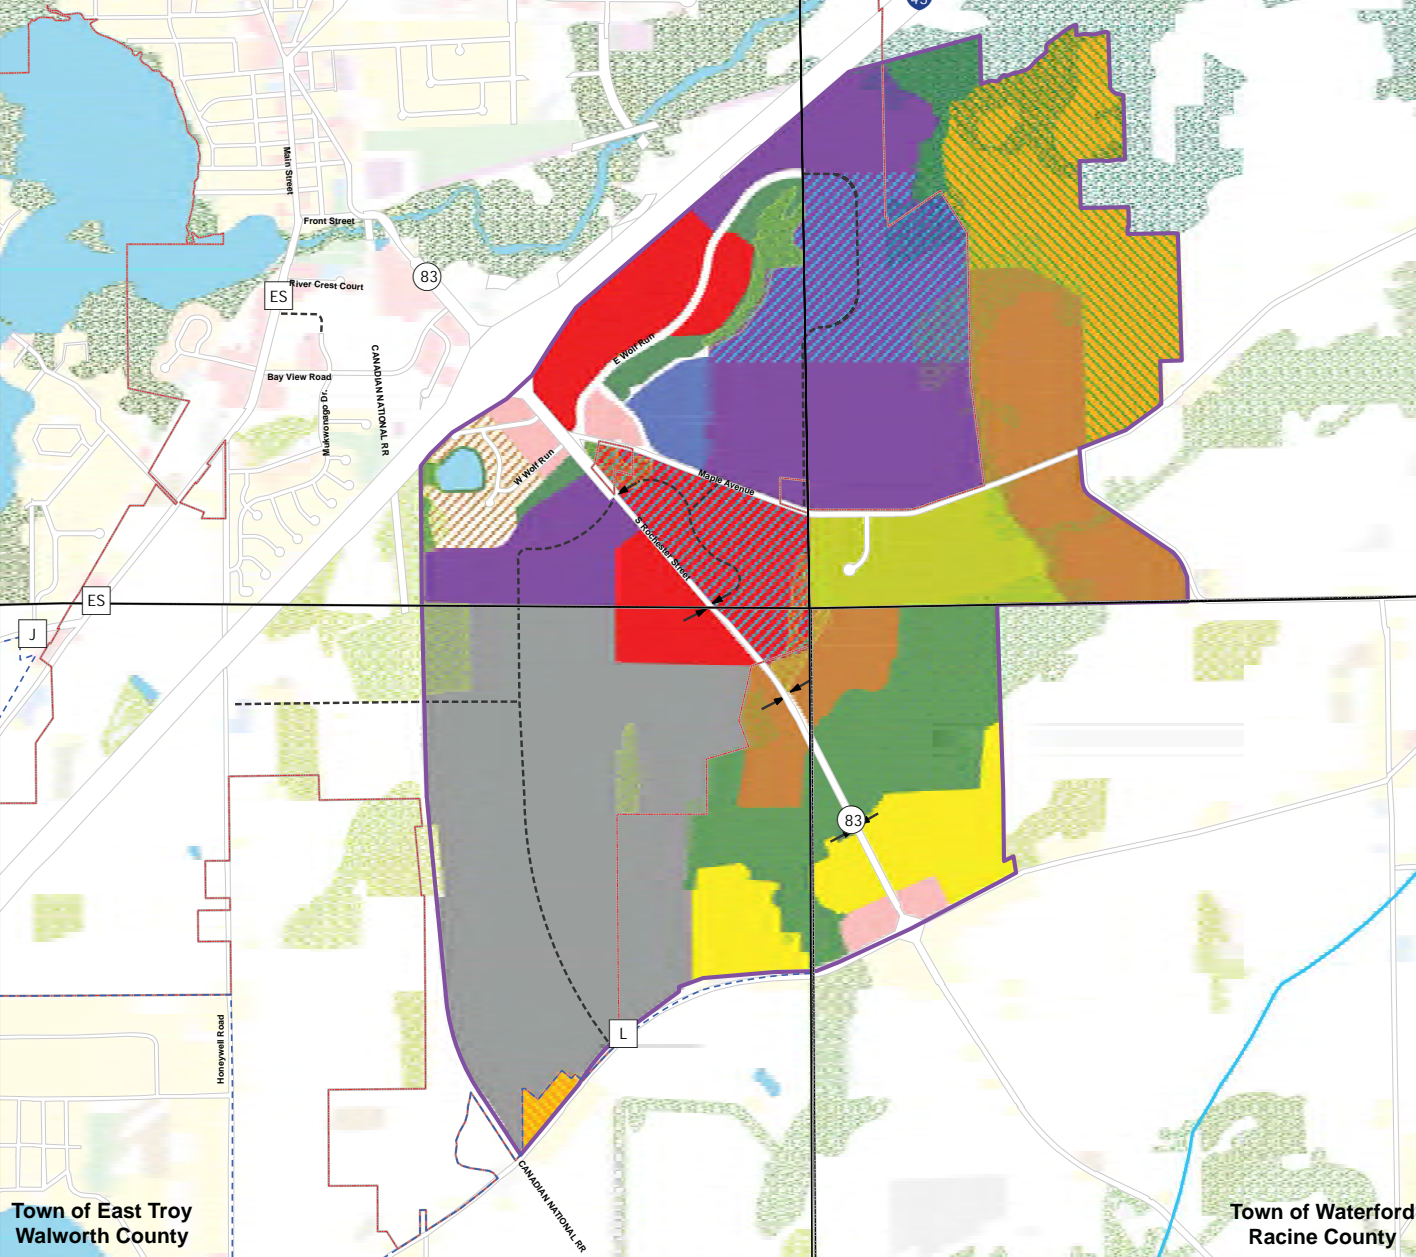 43
Main Street
Front Street
83
ES
River Crest Court
E Wolf Run
CANADIAN NATIONAL RR
Bay View Road
Mukwonago Dr.
W Wolf Run
Maple Avenue
S Rochester Street
ES
J
83
L
Honeywell Road
CANADIAN NATIONAL RR
Town of East Troy
Walworth County
Town of Waterford
Racine County